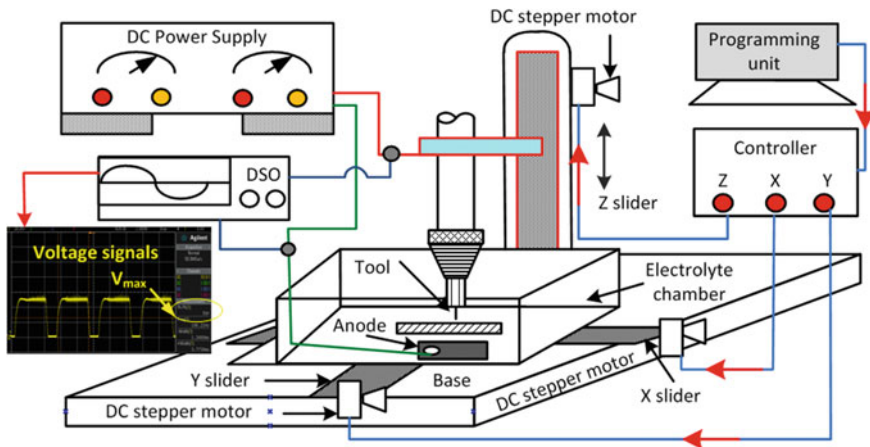 DC Power Supply
DC stepper motor
Programming
unit
DSO
Controller
Z
X
Y
Z slider
Agilent
Voltage signals
Vmax
Tool
Electrolyte
chamber
Anode
Y slider
Base
X slider
DC stepper motor
DC stepper motor